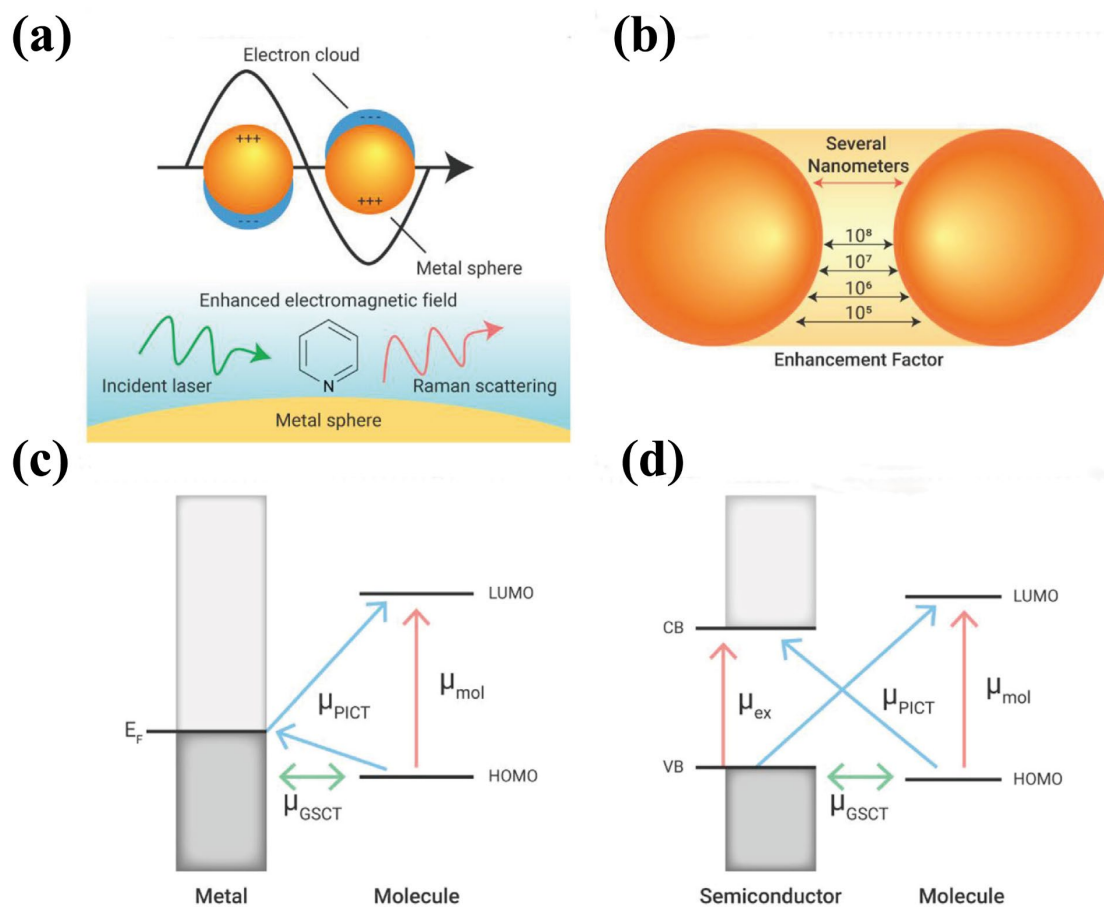 (a)
Electron cloud
+++
- - -
- - -
+++
Metal sphere
Enhanced electromagnetic field
Incident laser
N
Raman scattering
Metal sphere
(b)
Several
Nanometers
10⁸
10⁷
10⁶
10⁵
Enhancement Factor
(c)
LUMO
μmol
μPICT
EF
HOMO
μGSCT
Metal
Molecule
(d)
LUMO
CB
μex
μPICT
μmol
VB
HOMO
μGSCT
Semiconductor
Molecule